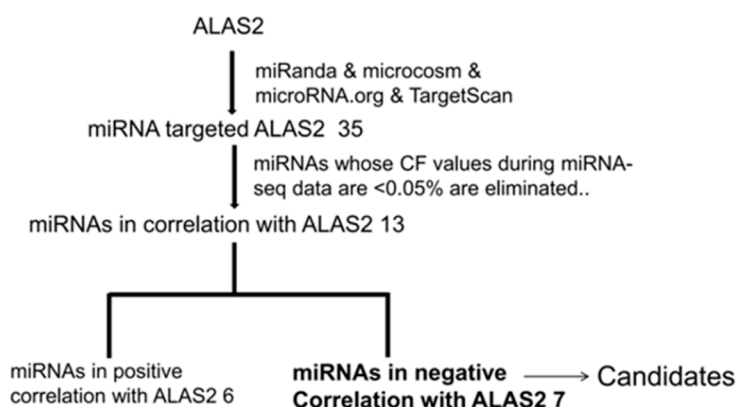 ALAS2
miRanda & microcosm &
microRNA.org & TargetScan
miRNA targeted ALAS2 35
miRNAs whose CF values during miRNA-
seq data are <0.05% are eliminated..
miRNAs in correlation with ALAS2 13
miRNAs in positive
correlation with ALAS2 6
miRNAs in negative
Correlation with ALAS2 7
Candidates